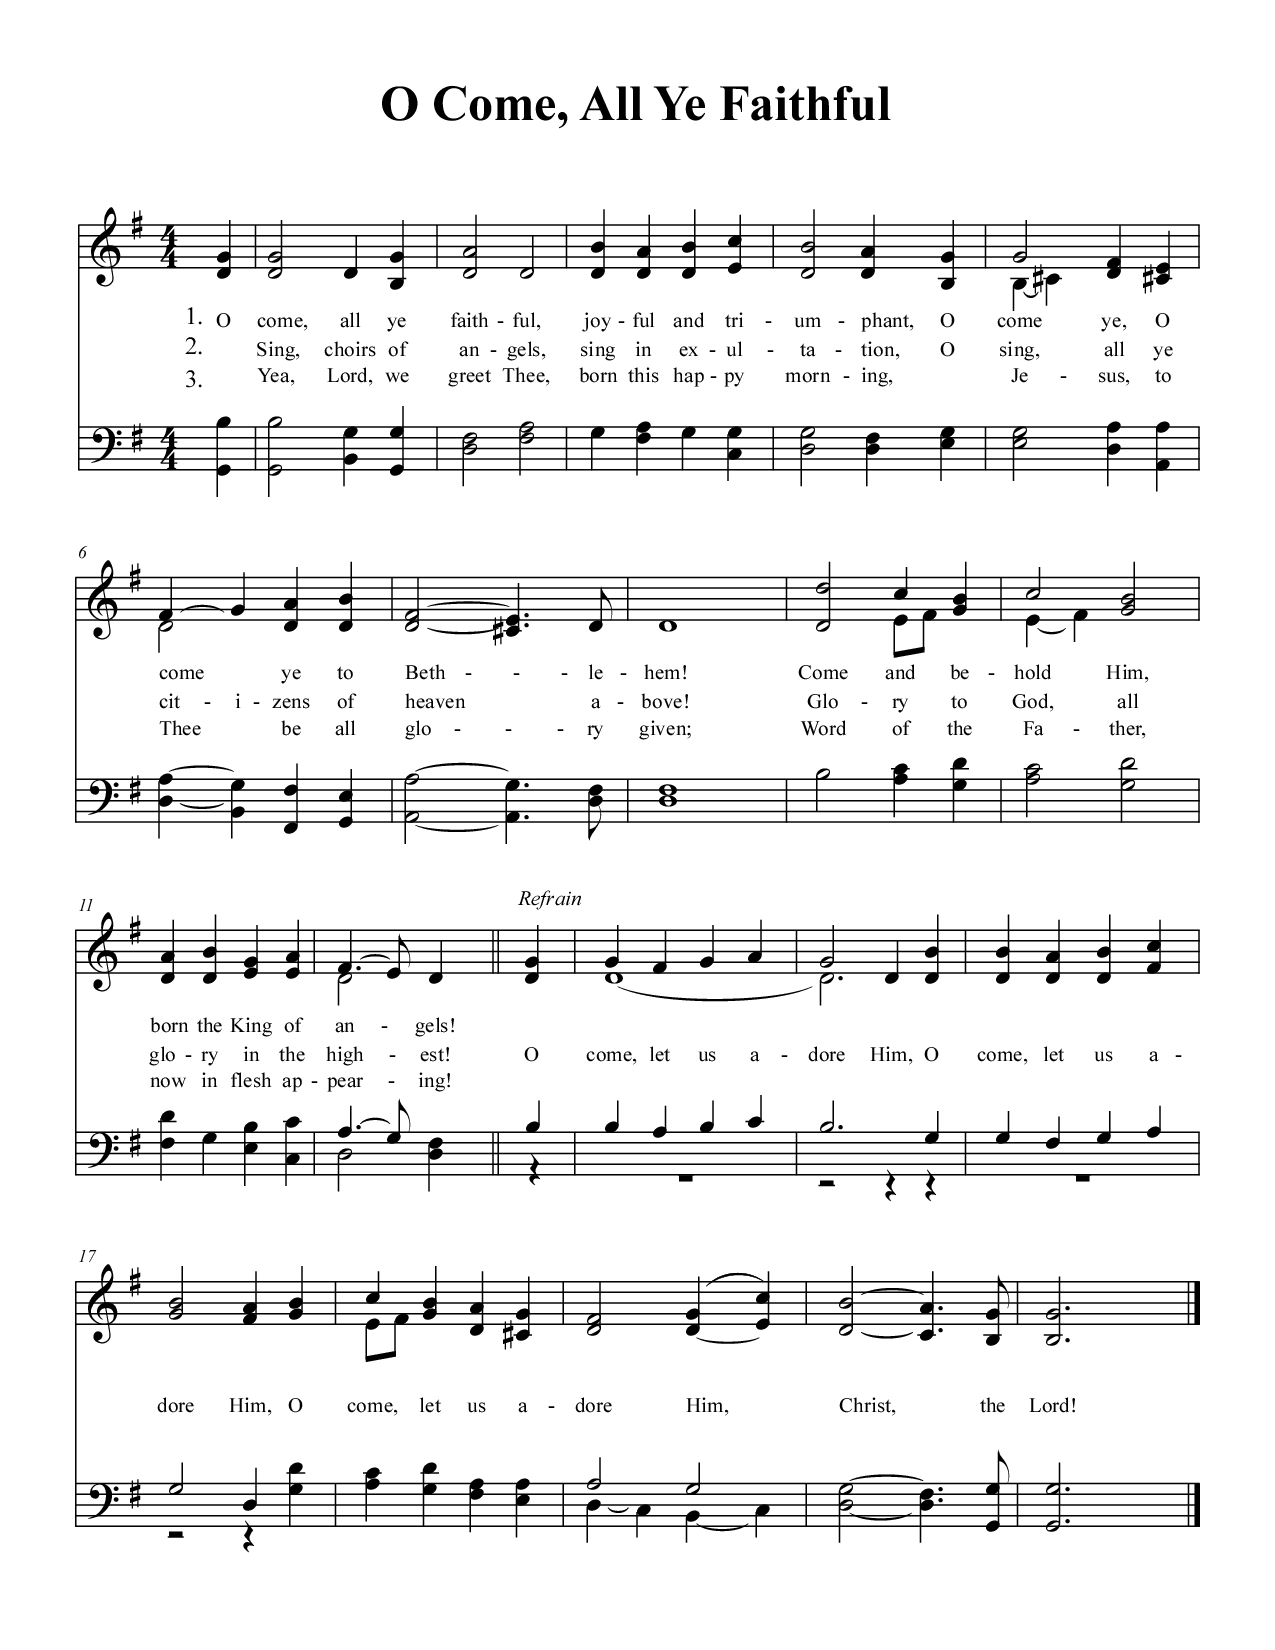 O Come, All Ye Faithful
1. O come, all ye faith - ful, joy - ful and tri - um - phant, O come ye, O
2. Sing, choirs of an - gels, sing in ex - ul - ta - tion, O sing, all ye
3. Yea, Lord, we greet Thee, born this hap - py morn - ing, Je - sus, to
6
come ye to Beth - - le - hem! Come and be - hold Him,
cit - i - zens of heaven a - bove! Glo - ry to God, all
Thee be all glo - - ry given; Word of the Fa - ther,
11
Refrain
born the King of an - gels!
glo - ry in the high - est! O come, let us a - dore Him, O come, let us a -
now in flesh ap - pear - ing!
17
dore Him, O come, let us a - dore Him, Christ, the Lord!